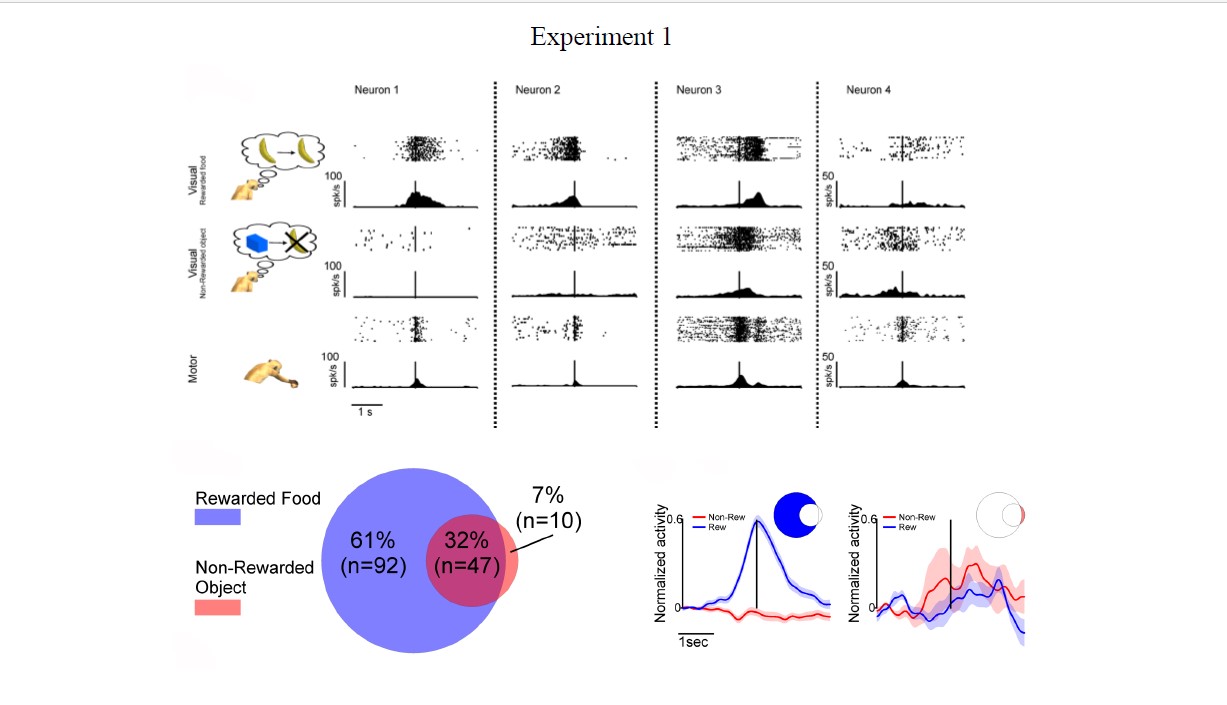 Experiment 1
Neuron 1
Neuron 2
Neuron 3
Neuron 4
Visual
Rewarded food
100
spk/s
50
spk/s
Visual
Non-Rewarded object
100
spk/s
50
spk/s
Motor
100
spk/s
50
spk/s
1 s
Rewarded Food
Non-Rewarded
Object
61%
(n=92)
32%
(n=47)
7%
(n=10)
Normalized activity
0.6
0
Non-Rew
Rew
1sec
Normalized activity
0.6
0
Non-Rew
Rew